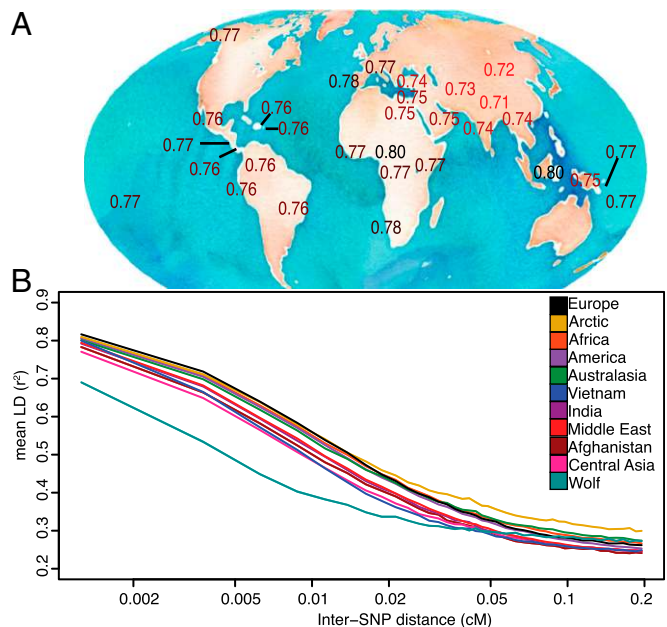 A
0.77
0.72
0.77
0.78
0.74
0.73
0.75
0.71
0.76
0.75
0.76
0.75
0.74
0.74
0.76
0.77
0.77
0.80
0.77
0.76
0.76
0.77
0.77
0.80
0.75
0.76
0.77
0.76
0.77
0.78
B
Europe
Arctic
Africa
America
Australasia
Vietnam
India
Middle East
Afghanistan
Central Asia
Wolf
mean LD (r²)
0.9
0.8
0.7
0.6
0.5
0.4
0.3
0.2
0.002 0.005 0.01 0.02 0.05 0.1 0.2
Inter−SNP distance (cM)